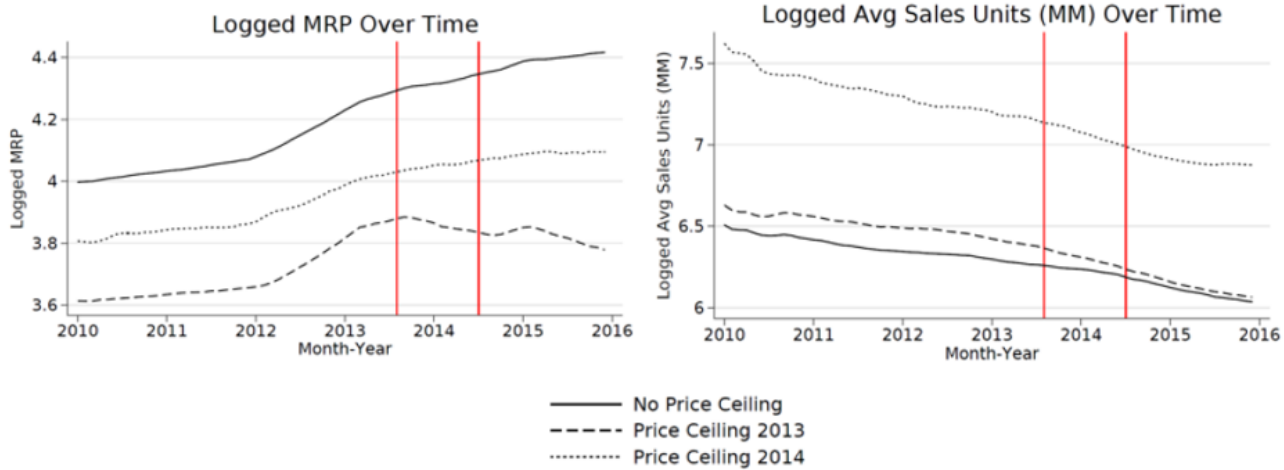 Logged MRP Over Time
Logged MRP
4.4
4.2
4
3.8
3.6
2010 2011 2012 2013 2014 2015 2016
Month-Year
Logged Avg Sales Units (MM) Over Time
Logged Avg Sales Units (MM)
7.5
7
6.5
6
2010 2011 2012 2013 2014 2015 2016
Month-Year
No Price Ceiling
Price Ceiling 2013
Price Ceiling 2014